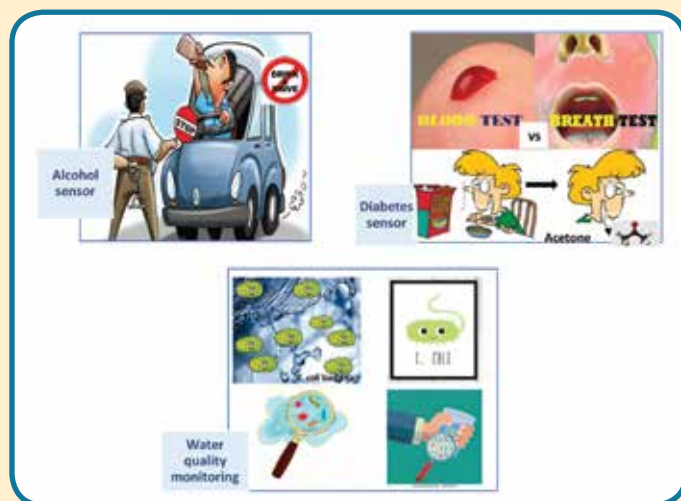 DRINK
DRIVE
STOP
Alcohol
sensor
BLOOD TEST
VS
BREATH TEST
Diabetes
sensor
Acetone
E. COLI
Water
quality
monitoring